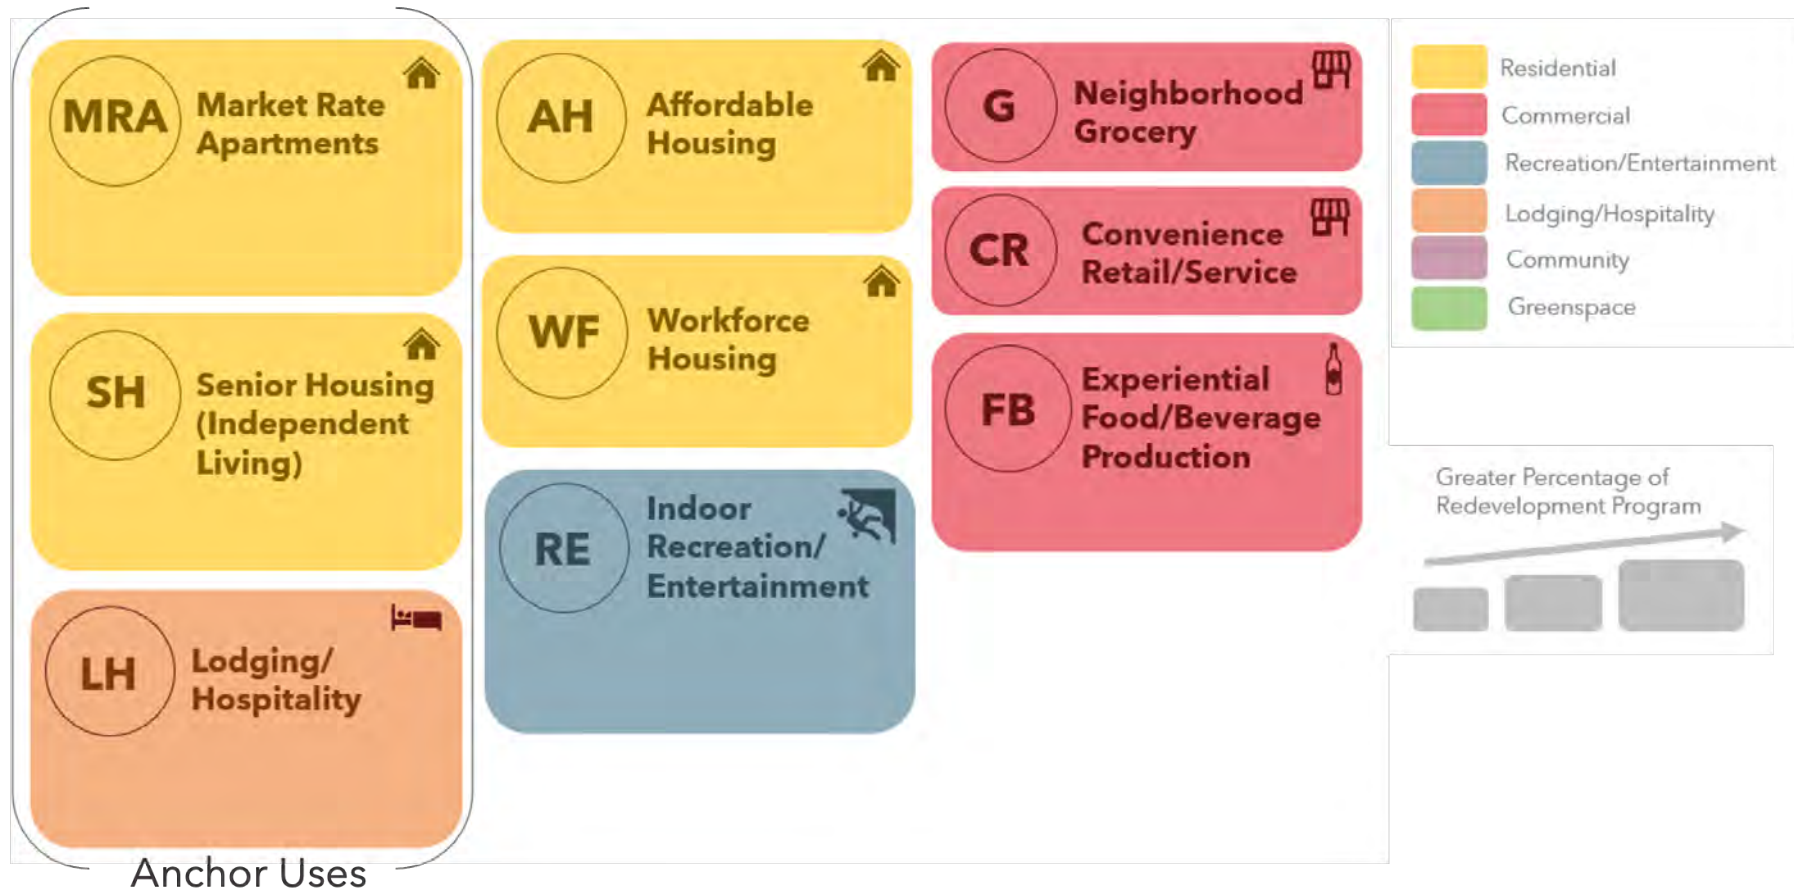 MRA
Market Rate
Apartments
SH
Senior Housing
(Independent
Living)
LH
Lodging/
Hospitality
Anchor Uses
AH
Affordable
Housing
WF
Workforce
Housing
RE
Indoor
Recreation/
Entertainment
G
Neighborhood
Grocery
CR
Convenience
Retail/Service
FB
Experiential
Food/Beverage
Production
Residential
Commercial
Recreation/Entertainment
Lodging/Hospitality
Community
Greenspace
Greater Percentage of
Redevelopment Program